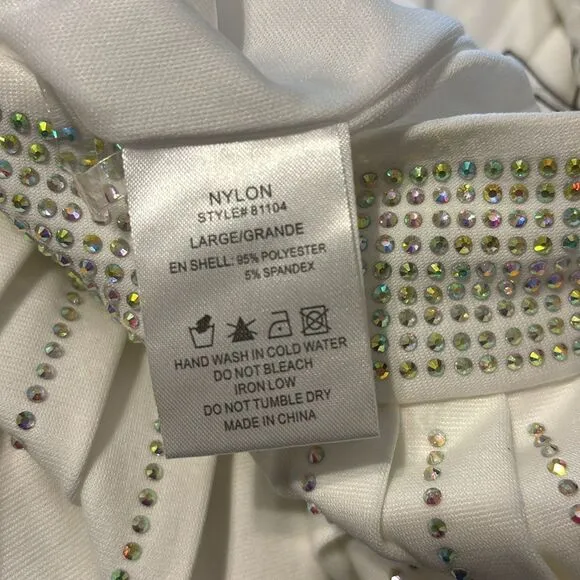 NYLON
STYLE# 81104
LARGE/GRANDE
EN SHELL: 95% POLYESTER
5% SPANDEX
HAND WASH IN COLD WATER
DO NOT BLEACH
IRON LOW
DO NOT TUMBLE DRY
MADE IN CHINA